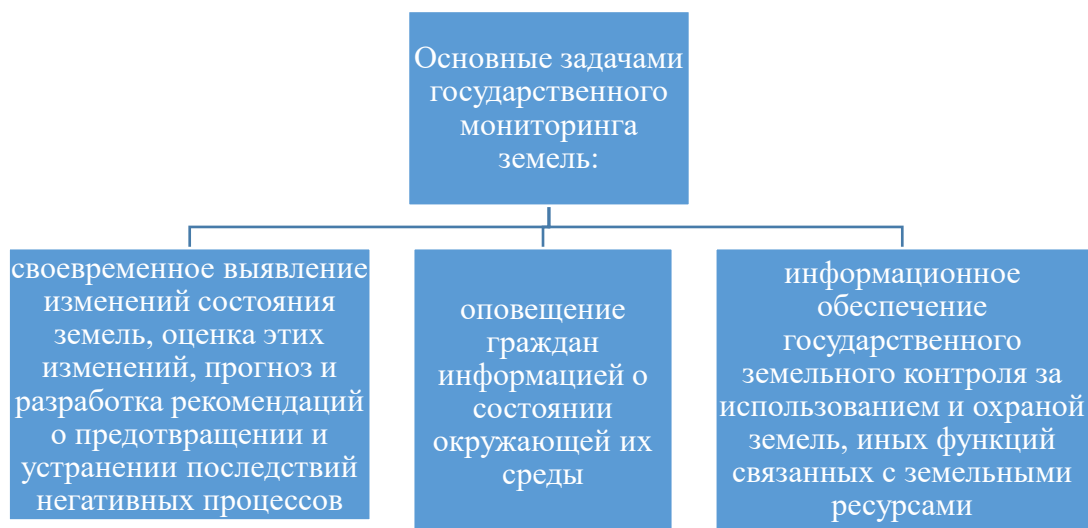 Основные задачами
государственного
мониторинга
земель:
своевременное выявление
изменений состояния
земель, оценка этих
изменений, прогноз и
разработка рекомендаций
о предотвращении и
устранении последствий
негативных процессов
оповещение
граждан
информацией о
состоянии
окружающей их
среды
информационное
обеспечение
государственного
земельного контроля за
использованием и охраной
земель, иных функций
связанных с земельными
ресурсами